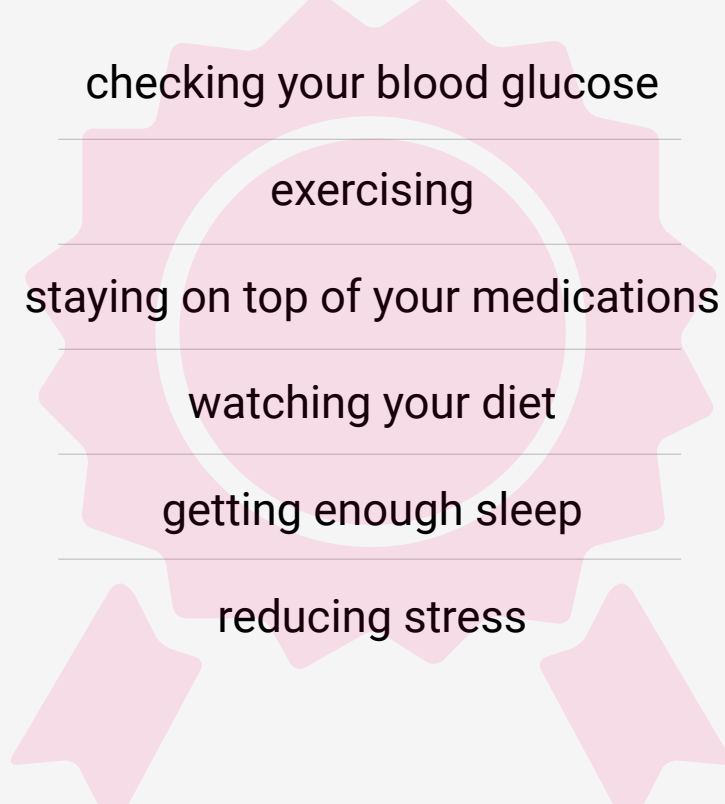 checking your blood glucose
exercising
staying on top of your medications
watching your diet
getting enough sleep
reducing stress